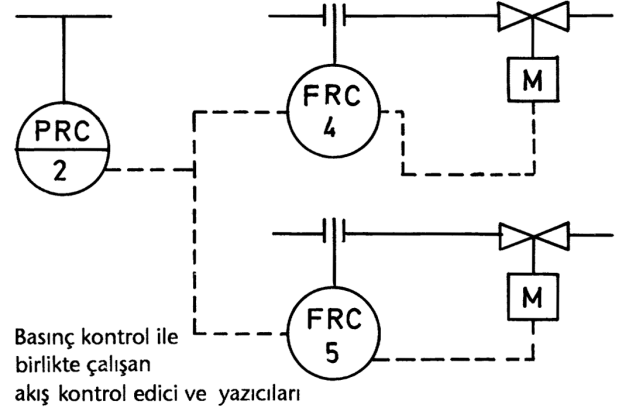 PRC
2
FRC
4
M
FRC
5
M
Basınç kontrol ile
birlikte çalışan
akış kontrol edici ve yazıcıları